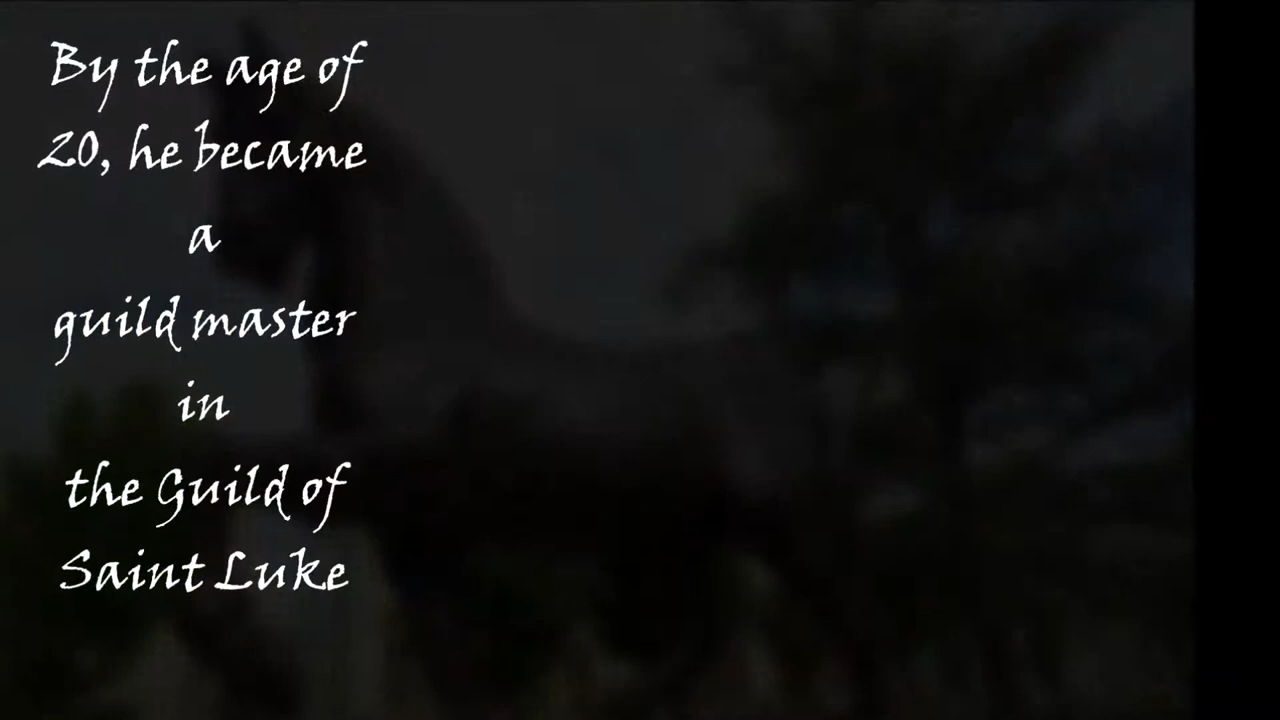 By the age of
20, he became
a
guild master
in
the Guild of
Saint Luke